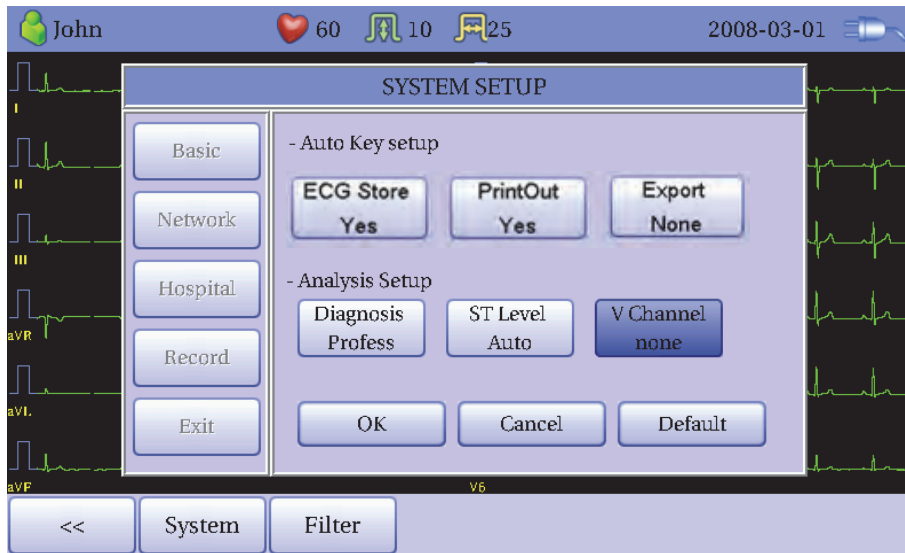 John 60 10 25 2008-03-01
SYSTEM SETUP
I
II
III
aVR
aVL
aVF
V6
Basic
Network
Hospital
Record
Exit
- Auto Key setup
ECG Store
Yes
PrintOut
Yes
Export
None
- Analysis Setup
Diagnosis
Profess
ST Level
Auto
V Channel
none
OK
Cancel
Default
<<
System
Filter